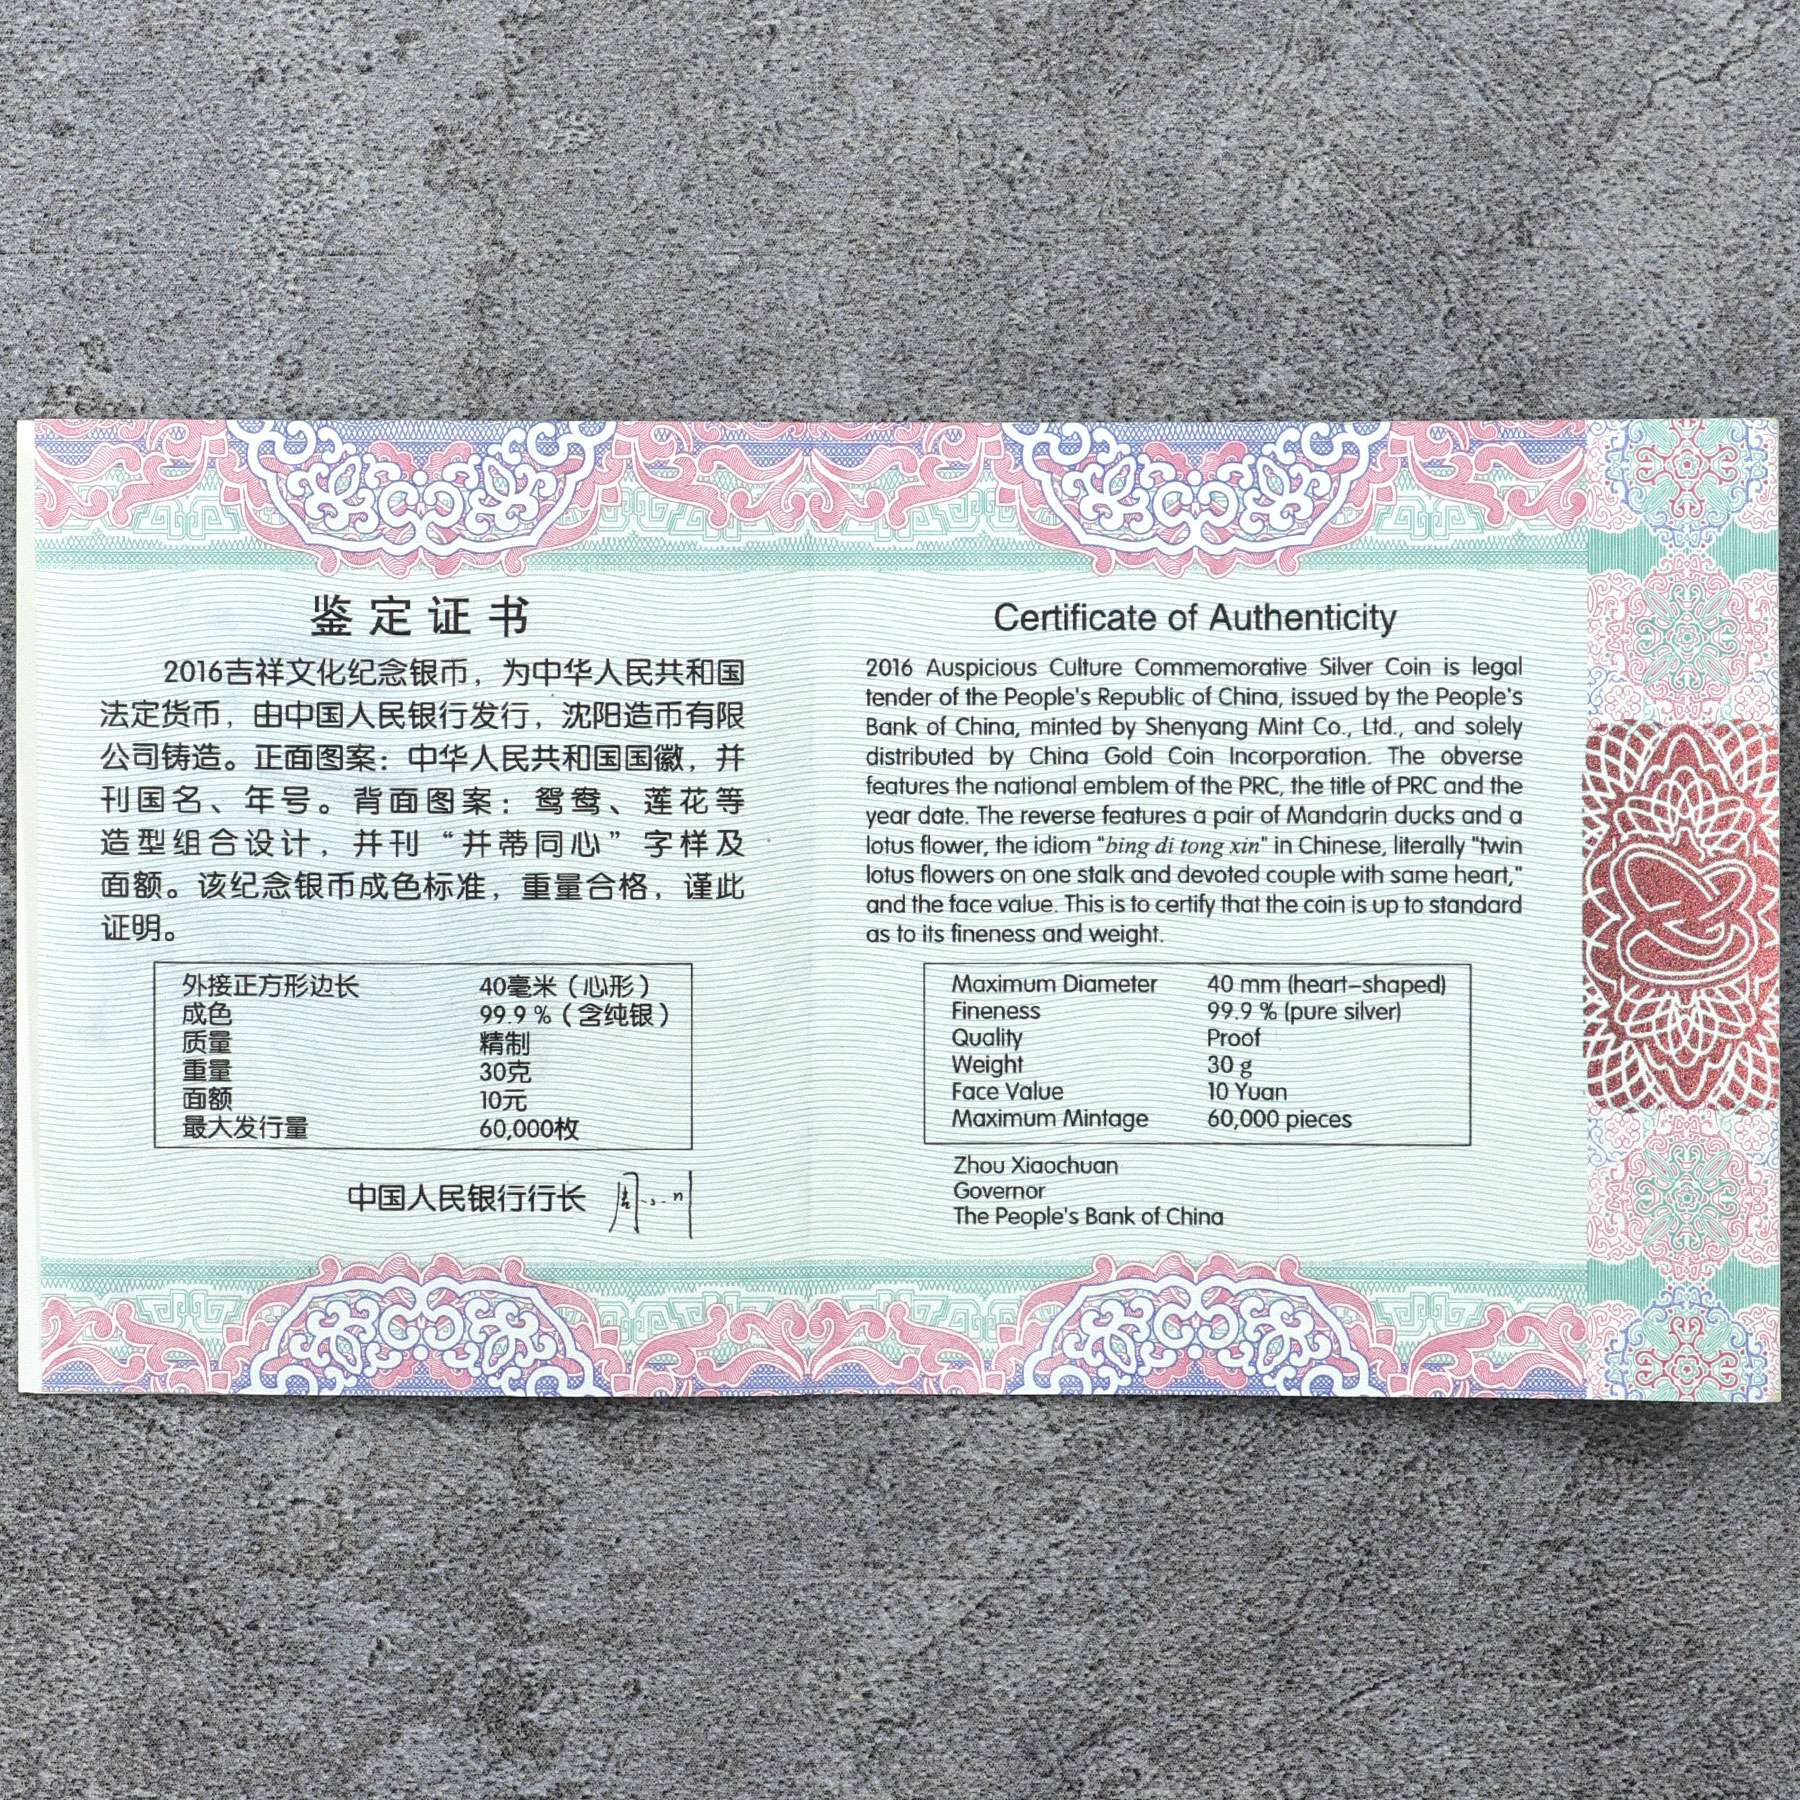 鉴定证书
2016吉祥文化纪念银币，为中华人民共和国
法定货币，由中国人民银行发行，沈阳造币有限
公司铸造。正面图案：中华人民共和国国徽，并
刊国名、年号。背面图案：鸳鸯、莲花等
造型组合设计，并刊“并蒂同心”字样及
面额。该纪念银币成色标准，重量合格，谨此
证明。
外接正方形边长 40毫米（心形）
成色 99.9％（含纯银）
质量 精制
重量 30克
面额 10元
最大发行量 60,000枚
中国人民银行行长
Certificate of Authenticity
2016 Auspicious Culture Commemorative Silver Coin is legal
tender of the People's Republic of China, issued by the People's
Bank of China, minted by Shenyang Mint Co., Ltd., and solely
distributed by China Gold Coin Incorporation. The obverse
features the national emblem of the PRC, the title of PRC and the
year date. The reverse features a pair of Mandarin ducks and a
lotus flower, the idiom "bing di tong xin" in Chinese, literally "twin
lotus flowers on one stalk and devoted couple with same heart,"
and the face value. This is to certify that the coin is up to standard
as to its fineness and weight.
Maximum Diameter 40 mm (heart-shaped)
Fineness 99.9 % (pure silver)
Quality Proof
Weight 30 g
Face Value 10 Yuan
Maximum Mintage 60,000 pieces
Zhou Xiaochuan
Governor
The People's Bank of China